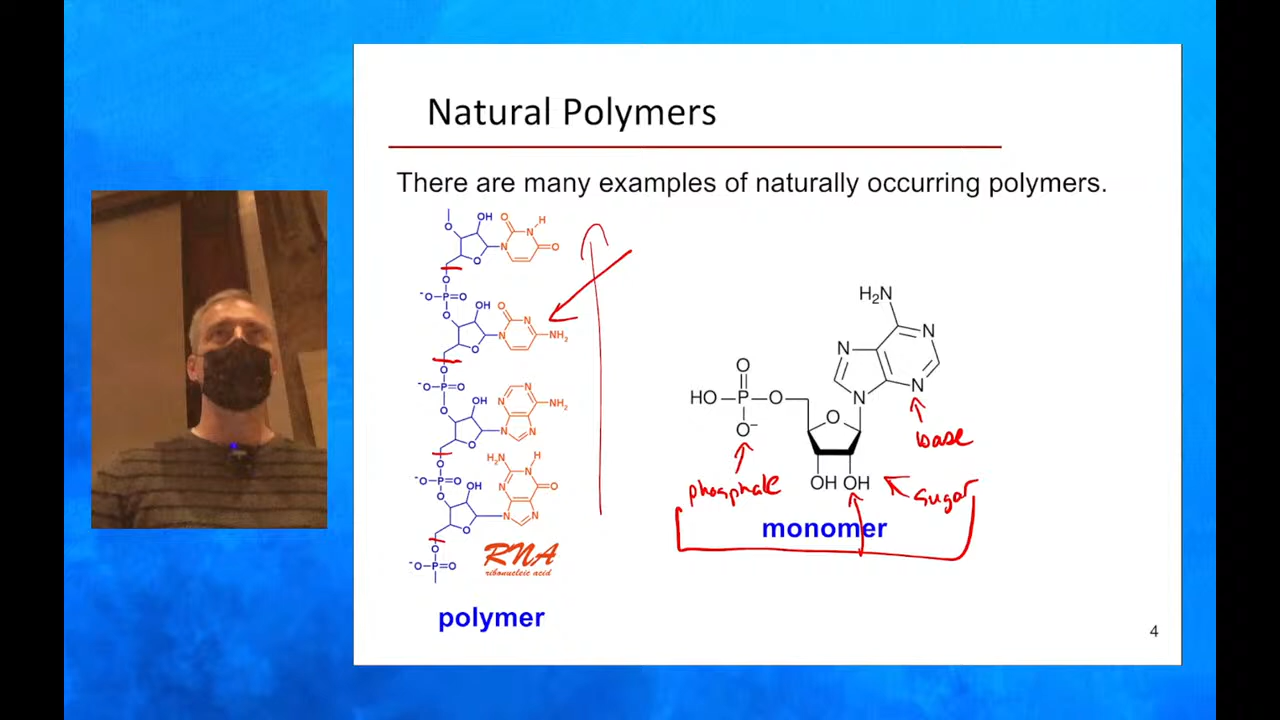 Natural Polymers
There are many examples of naturally occurring polymers.
OH
O
O
N
H
N
O
O
O
-O-P=O
O
OH
O
N
N
NH₂
O
O
-O-P=O
O
OH
N
N
NH₂
N
N
O
O
-O-P=O
O
OH
H₂N
N
H
N
O
N
N
O
O
-O-P=O
RNA
ribonucleic acid
polymer
H₂N
N
N
N
N
O
HO-P-O
O⁻
O
OH OH
base
phosphate
sugar
monomer
4